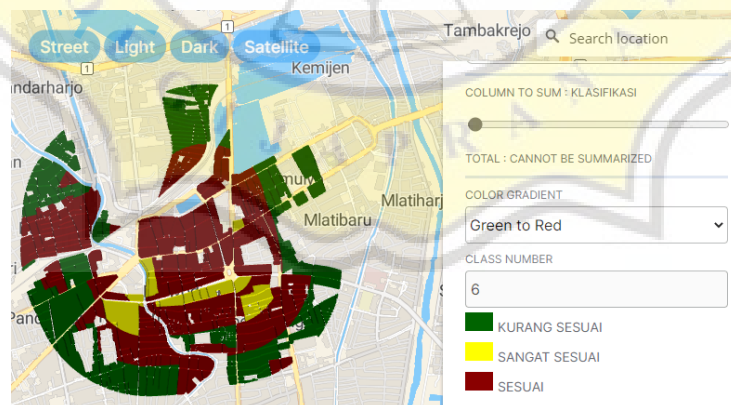 Street Light Dark Satellite
1
Tambakrejo
Search location
Kemijen
1
ndarharjo
COLUMN TO SUM : KLASIFIKASI
TOTAL : CANNOT BE SUMMARIZED
Mlatiharj
Mlatibaru
COLOR GRADIENT
Green to Red
CLASS NUMBER
6
KURANG SESUAI
SANGAT SESUAI
SESUAI